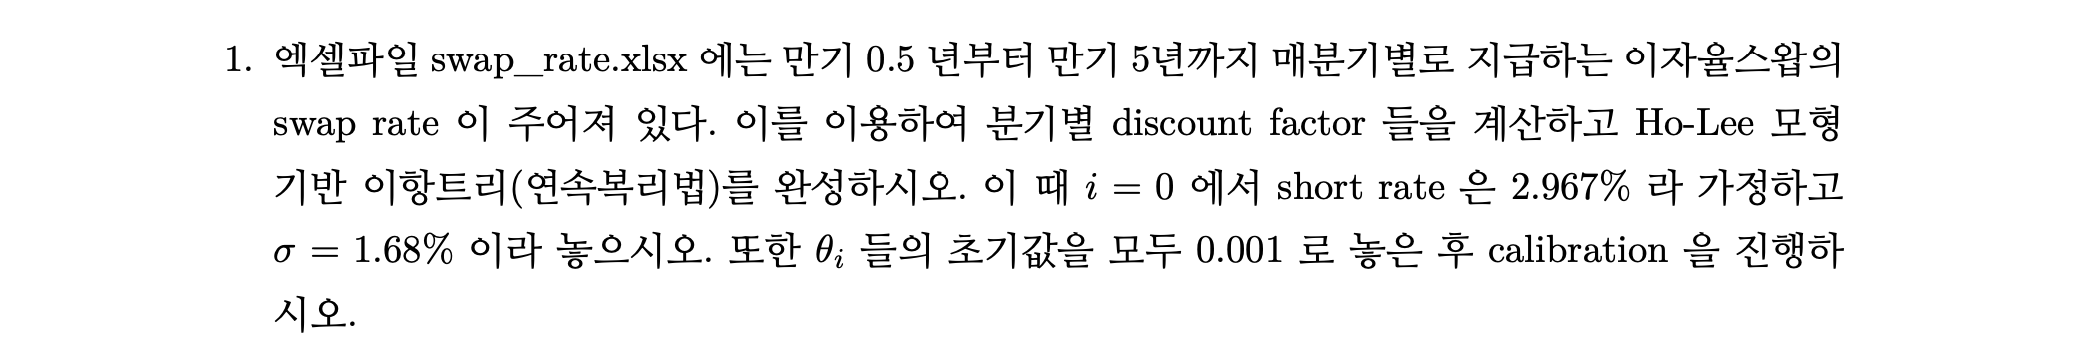 1. 엑셀파일 swap_rate.xlsx 에는 만기 0.5 년부터 만기 5년까지 매분기별로 지급하는 이자율스왑의
swap rate 이 주어져 있다. 이를 이용하여 분기별 discount factor 들을 계산하고 Ho-Lee 모형
기반 이항트리(연속복리법)를 완성하시오. 이 때 i = 0 에서 short rate 은 2.967% 라 가정하고
σ = 1.68% 이라 놓으시오. 또한 θᵢ 들의 초기값을 모두 0.001 로 놓은 후 calibration 을 진행하
시오.